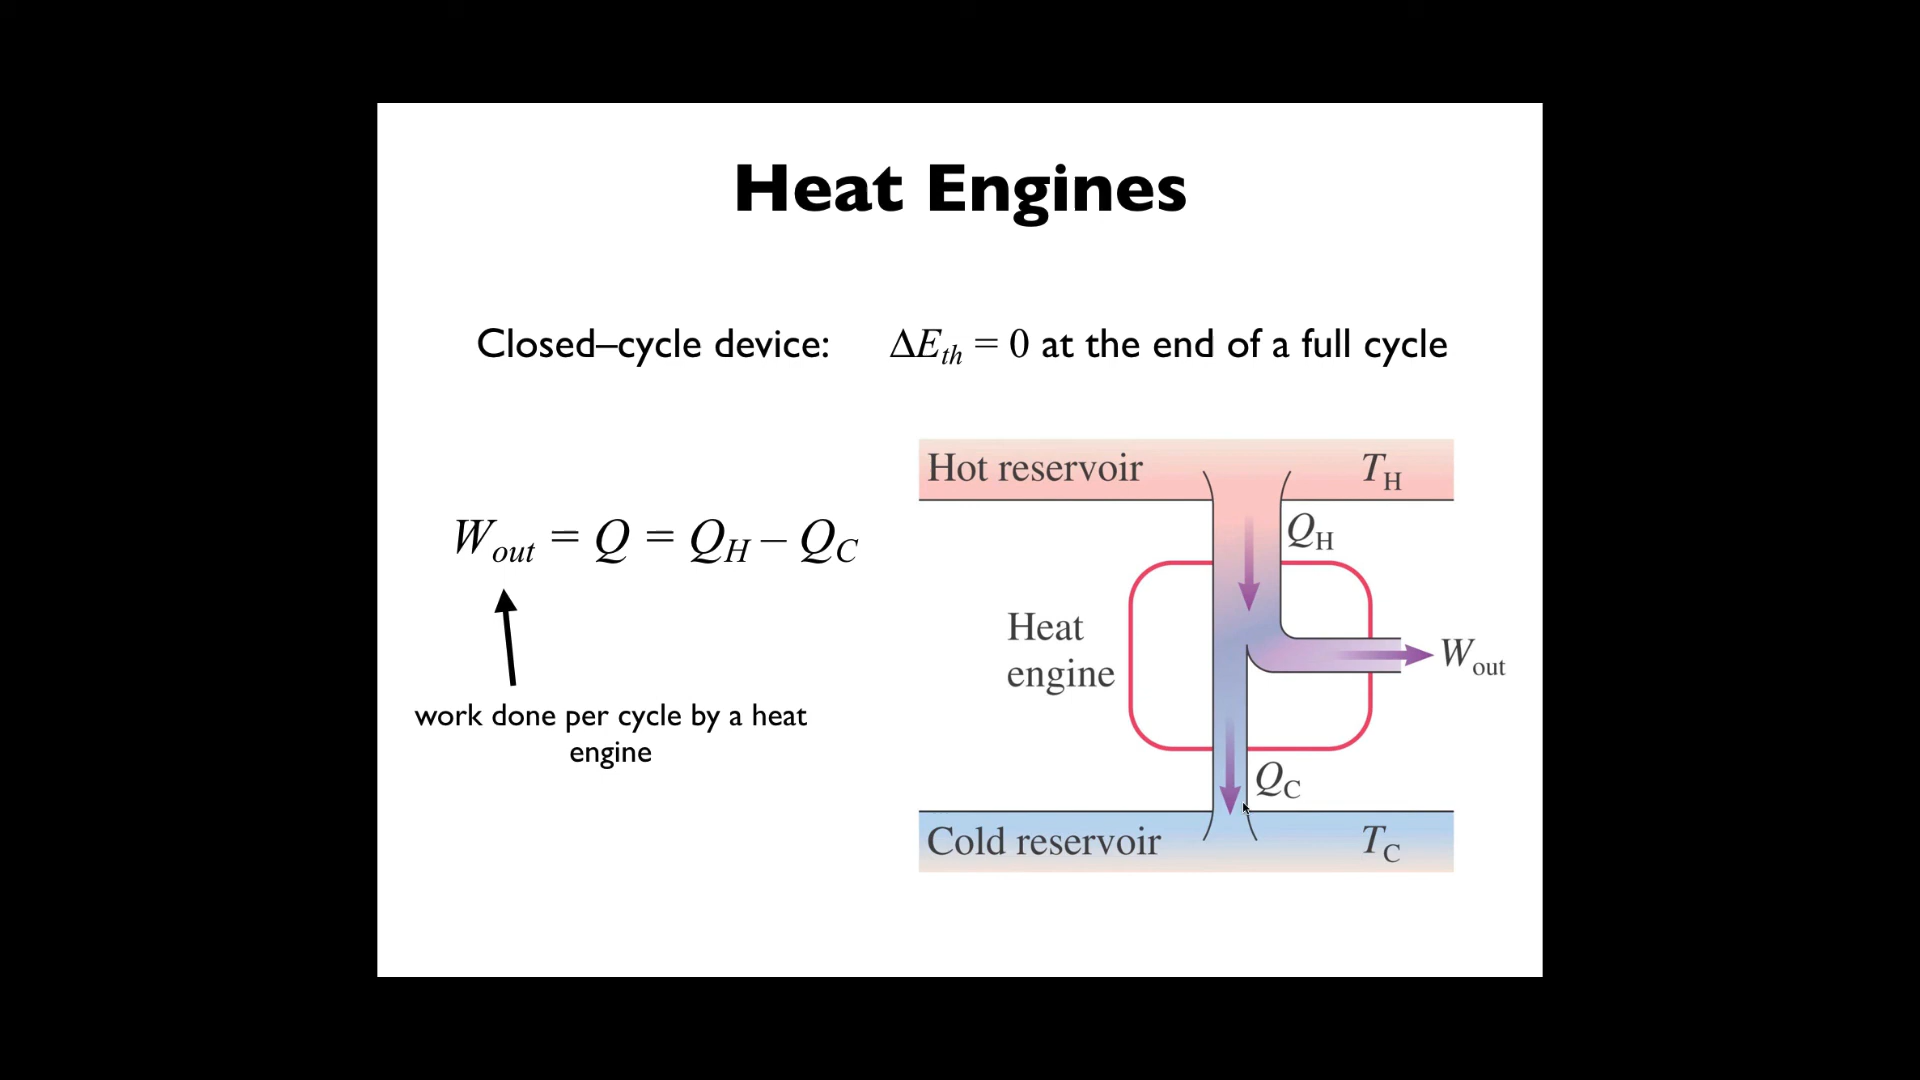 Heat Engines
Closed–cycle device: ΔE_th = 0 at the end of a full cycle
W_out = Q = Q_H – Q_C
work done per cycle by a heat
engine
Hot reservoir T_H
Q_H
Heat
engine
W_out
Q_C
Cold reservoir T_C